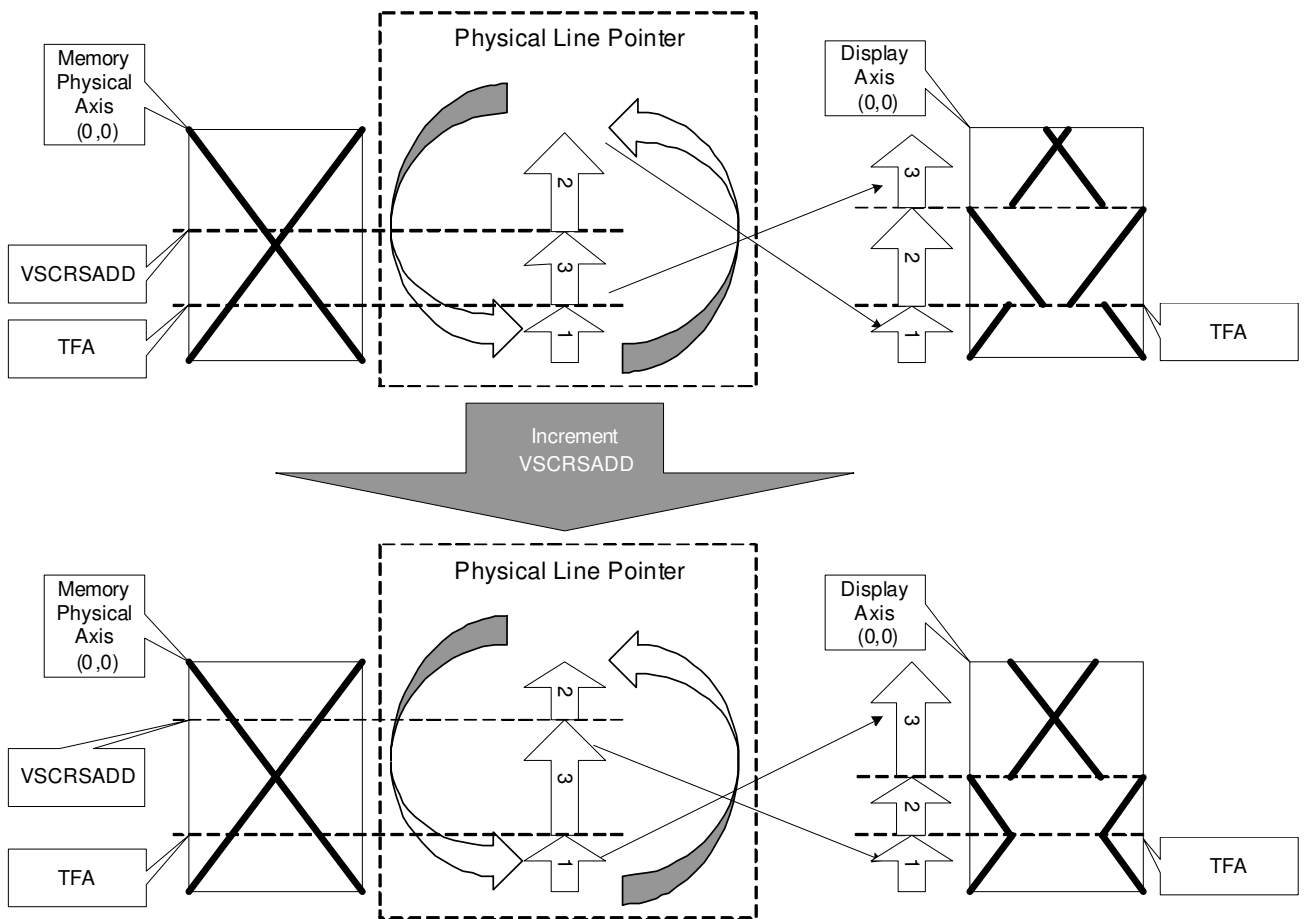 Physical Line Pointer
Memory
Physical
Axis
(0,0)
Display
Axis
(0,0)
3
2
2
VSCRSADD
3
TFA
1
1
TFA
Increment
VSCRSADD
Physical Line Pointer
Memory
Physical
Axis
(0,0)
Display
Axis
(0,0)
2
3
VSCRSADD
3
2
TFA
1
1
TFA